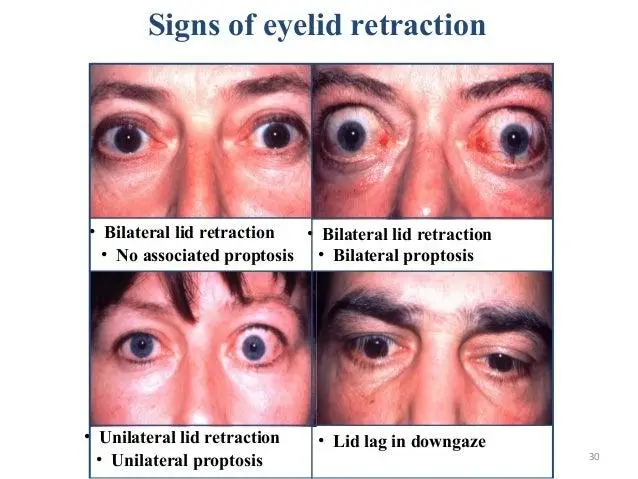 Signs of eyelid retraction
• Bilateral lid retraction
• No associated proptosis
• Bilateral lid retraction
• Bilateral proptosis
• Unilateral lid retraction
• Unilateral proptosis
• Lid lag in downgaze
30